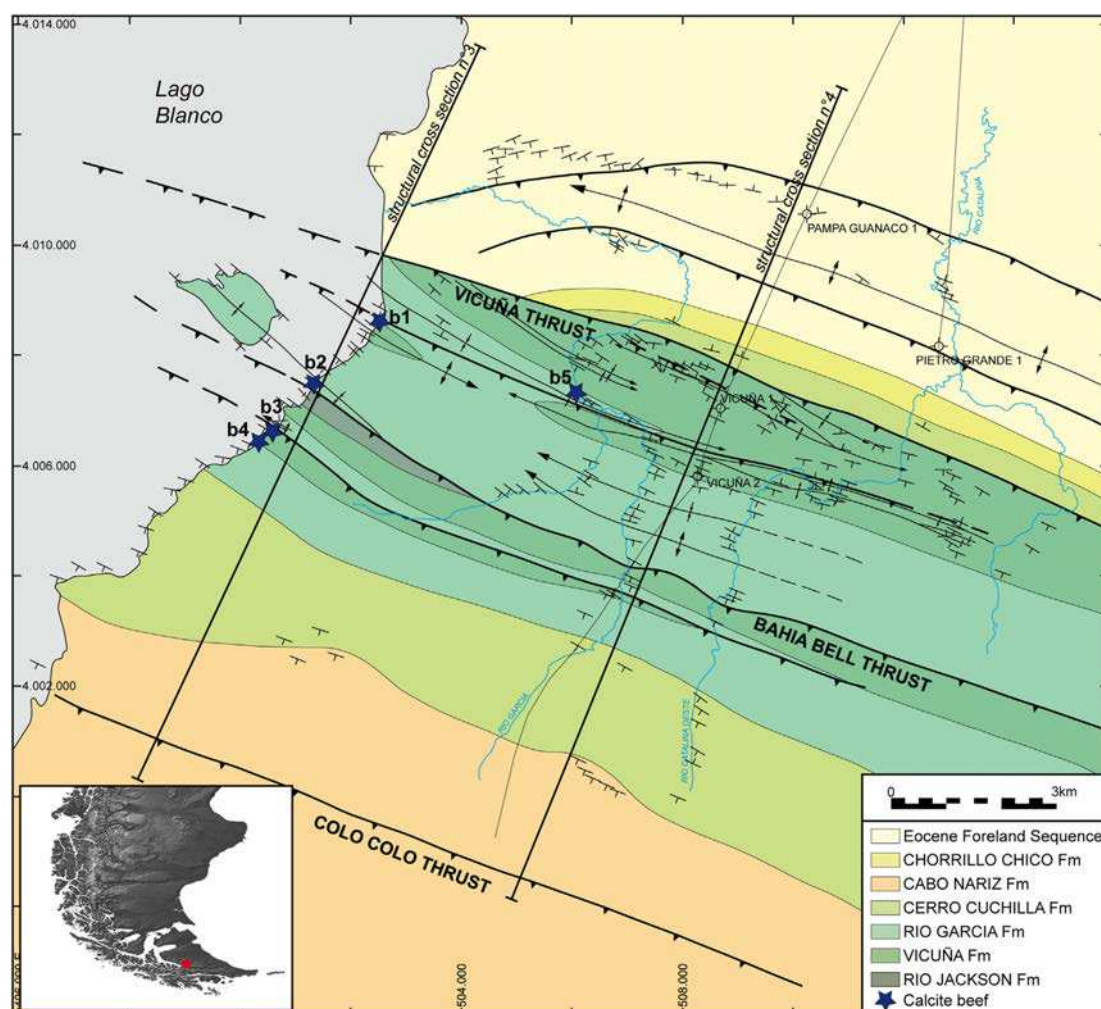 4.014.000
Lago
Blanco
structural cross section n°3
structural cross section n°4
RIO CATALINA
PAMPA GUANACO 1
4.010.000
VICUÑA THRUST
b1
PIETRO GRANDE 1
b2
b5
VICUÑA 1
b3
b4
4.006.000
VICUÑA 2
BAHIA BELL THRUST
4.002.000
RIO GARCIA
RIO CATALINA OESTE
COLO COLO THRUST
504.000
508.000
0 3km
Eocene Foreland Sequence
CHORRILLO CHICO Fm
CABO NARIZ Fm
CERRO CUCHILLA Fm
RIO GARCIA Fm
VICUÑA Fm
RIO JACKSON Fm
Calcite beef